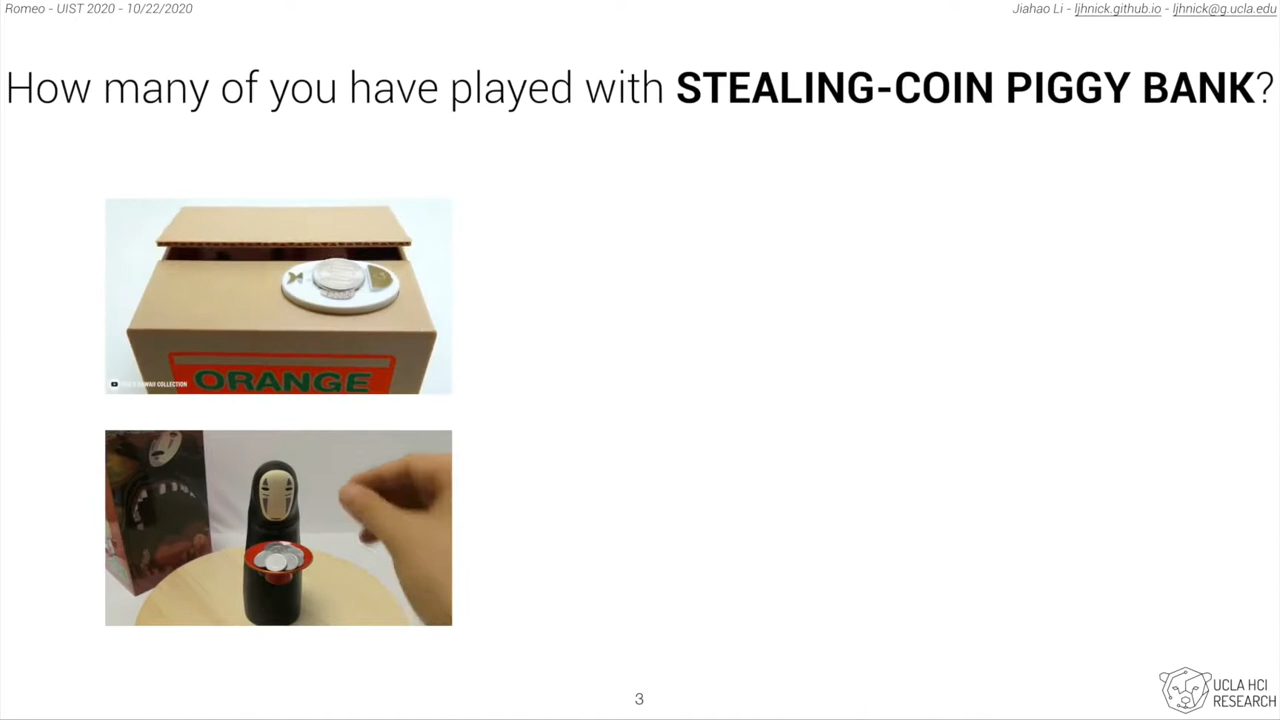 Romeo - UIST 2020 - 10/22/2020
Jiahao Li - ljhnick.github.io - ljhnick@g.ucla.edu
How many of you have played with STEALING-COIN PIGGY BANK?
COLLECTION
ORANGE
3
UCLA HCI
RESEARCH